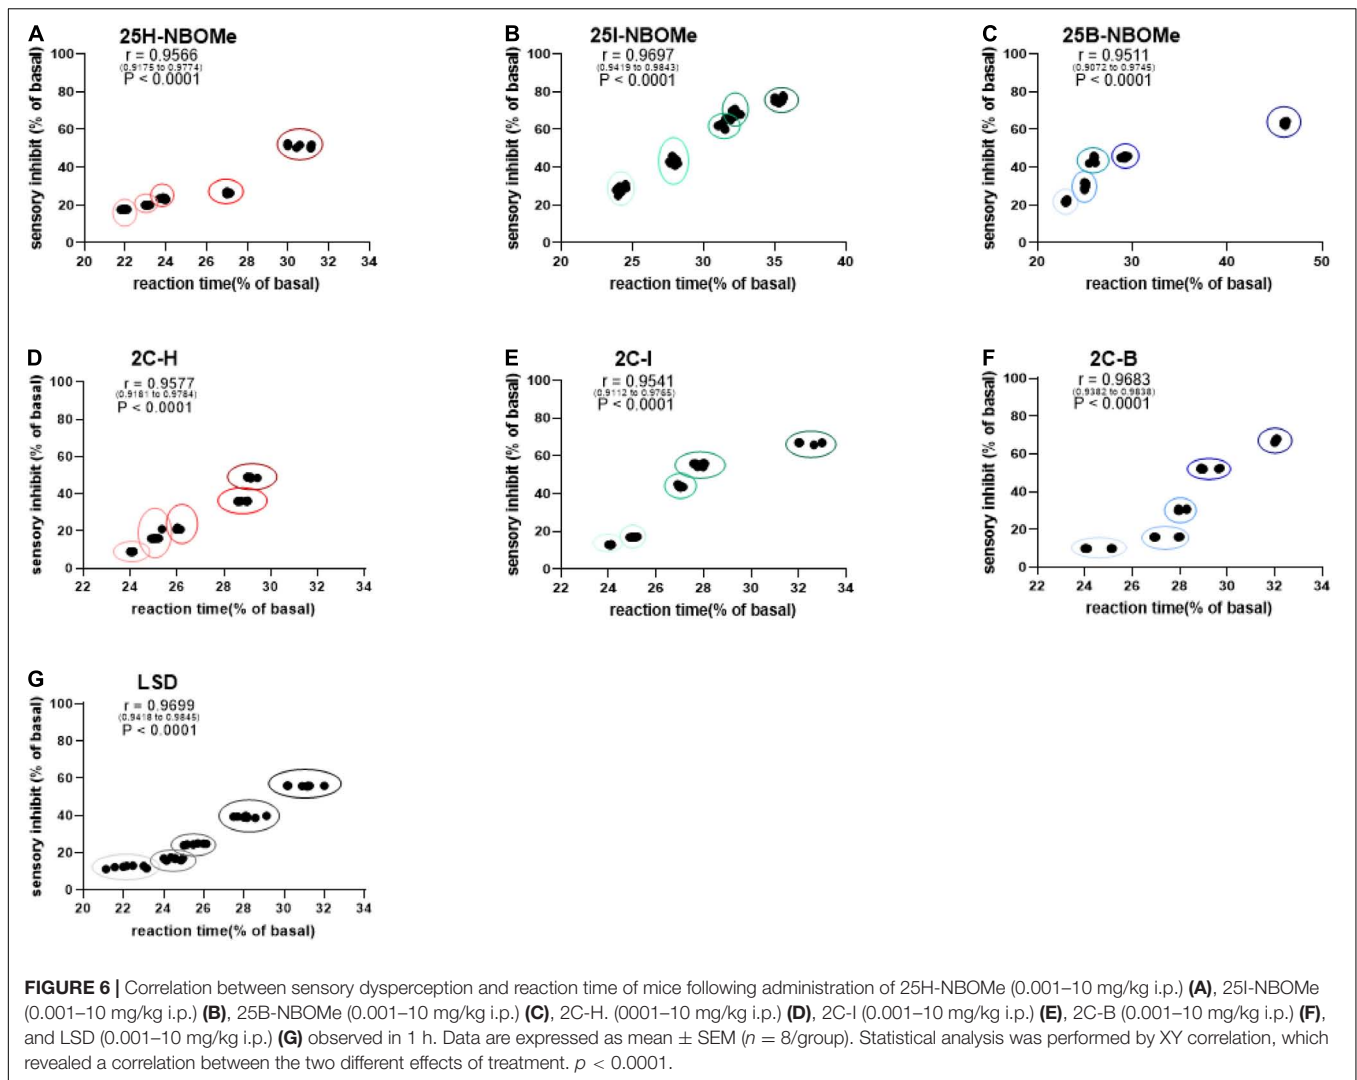 A
25H-NBOMe
r = 0.9566
(0.9175 to 0.9774)
P < 0.0001
sensory inhibit (% of basal)
100
80
60
40
20
0
20 22 24 26 28 30 32 34
reaction time(% of basal)
B
25I-NBOMe
r = 0.9697
(0.9419 to 0.9843)
P < 0.0001
sensory inhibit (% of basal)
100
80
60
40
20
0
20 25 30 35 40
reaction time(% of basal)
C
25B-NBOMe
r = 0.9511
(0.9072 to 0.9745)
P < 0.0001
sensory inhibit (% of basal)
100
80
60
40
20
0
20 30 40 50
reaction time(% of basal)
D
2C-H
r = 0.9577
(0.9181 to 0.9784)
P < 0.0001
sensory inhibit (% of basal)
100
80
60
40
20
0
22 24 26 28 30 32 34
reaction time(% of basal)
E
2C-I
r = 0.9541
(0.9112 to 0.9765)
P < 0.0001
sensory inhibit (% of basal)
100
80
60
40
20
0
22 24 26 28 30 32 34
reaction time(% of basal)
F
2C-B
r = 0.9683
(0.9382 to 0.9838)
P < 0.0001
sensory inhibit (% of basal)
100
80
60
40
20
0
22 24 26 28 30 32 34
reaction time(% of basal)
G
LSD
r = 0.9699
(0.9418 to 0.9845)
P < 0.0001
sensory inhibit (% of basal)
100
80
60
40
20
0
20 22 24 26 28 30 32 34
reaction time(% of basal)
FIGURE 6 | Correlation between sensory dysperception and reaction time of mice following administration of 25H-NBOMe (0.001–10 mg/kg i.p.) (A), 25I-NBOMe
(0.001–10 mg/kg i.p.) (B), 25B-NBOMe (0.001–10 mg/kg i.p.) (C), 2C-H. (0001–10 mg/kg i.p.) (D), 2C-I (0.001–10 mg/kg i.p.) (E), 2C-B (0.001–10 mg/kg i.p.) (F),
and LSD (0.001–10 mg/kg i.p.) (G) observed in 1 h. Data are expressed as mean ± SEM (n = 8/group). Statistical analysis was performed by XY correlation, which
revealed a correlation between the two different effects of treatment. p < 0.0001.